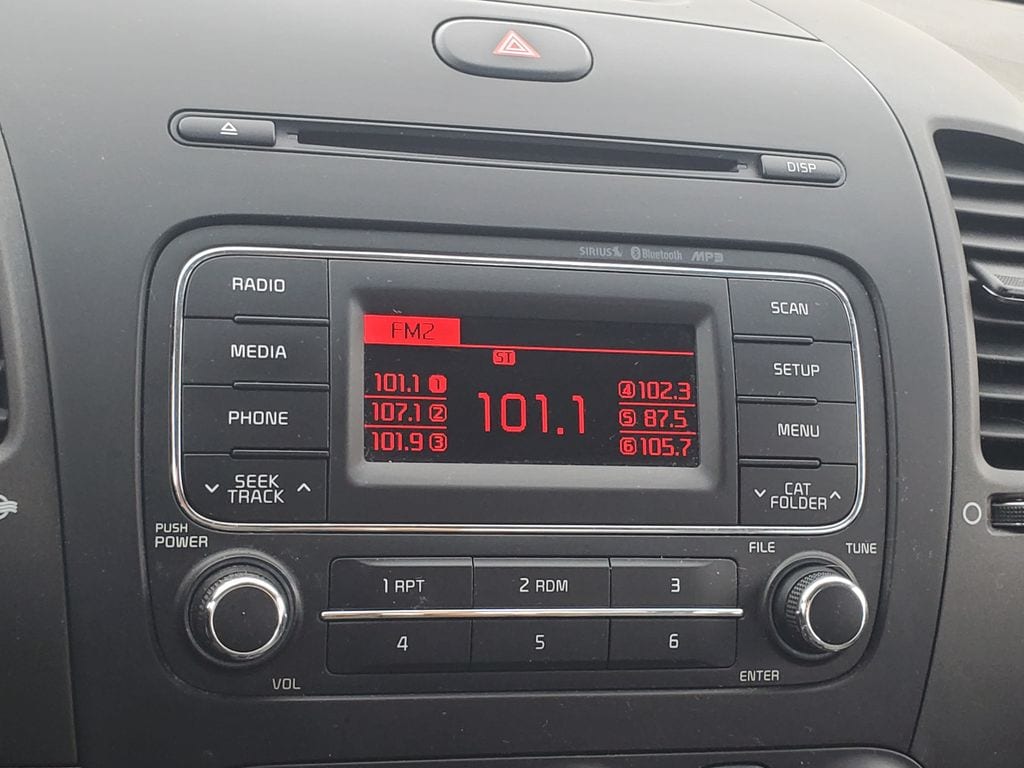 DISP
SIRIUS Bluetooth MP3
RADIO
MEDIA
PHONE
SEEK
TRACK
FM2
ST
101.1 1
107.1 2
101.9 3
101.1
4 102.3
5 87.5
6 105.7
SCAN
SETUP
MENU
CAT
FOLDER
PUSH
POWER
VOL
1 RPT
2 RDM
3
4
5
6
FILE
TUNE
ENTER